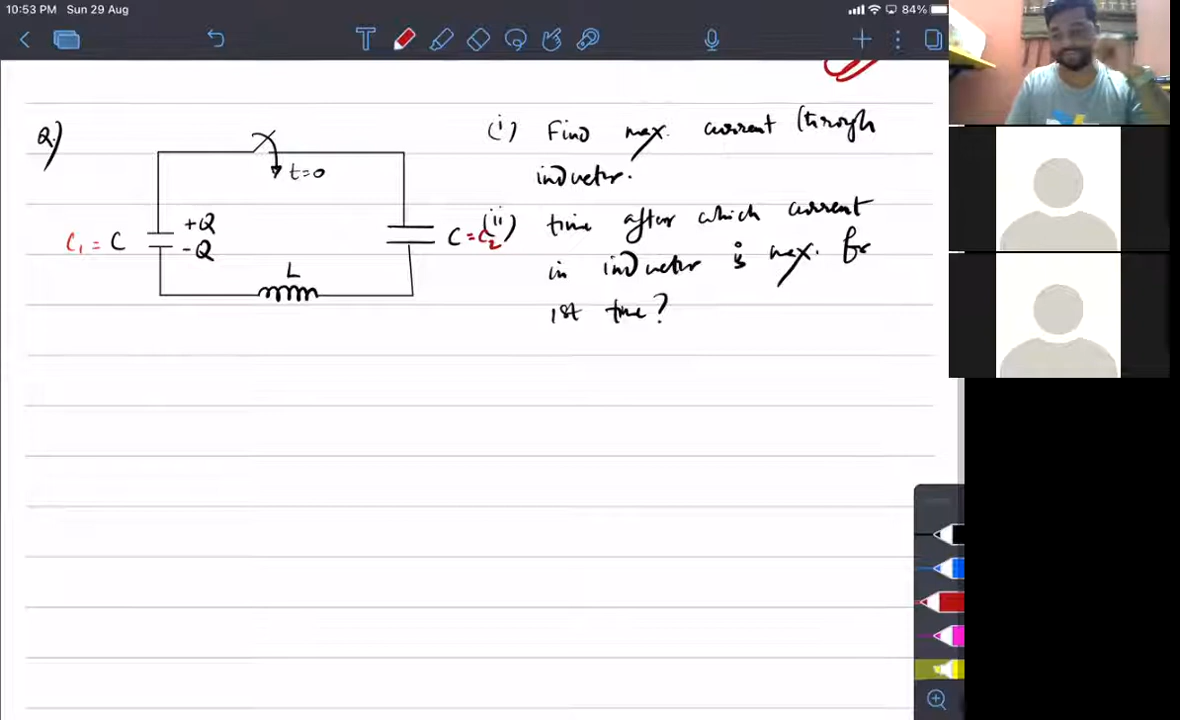 10:53 PM Sun 29 Aug
84%
T
Q.)
t=0
(i) Find max. current through
inductor.
+Q
-Q
C₁ = C
C = C₂
L
(ii) time after which current
in inductor is max. for
1st time?